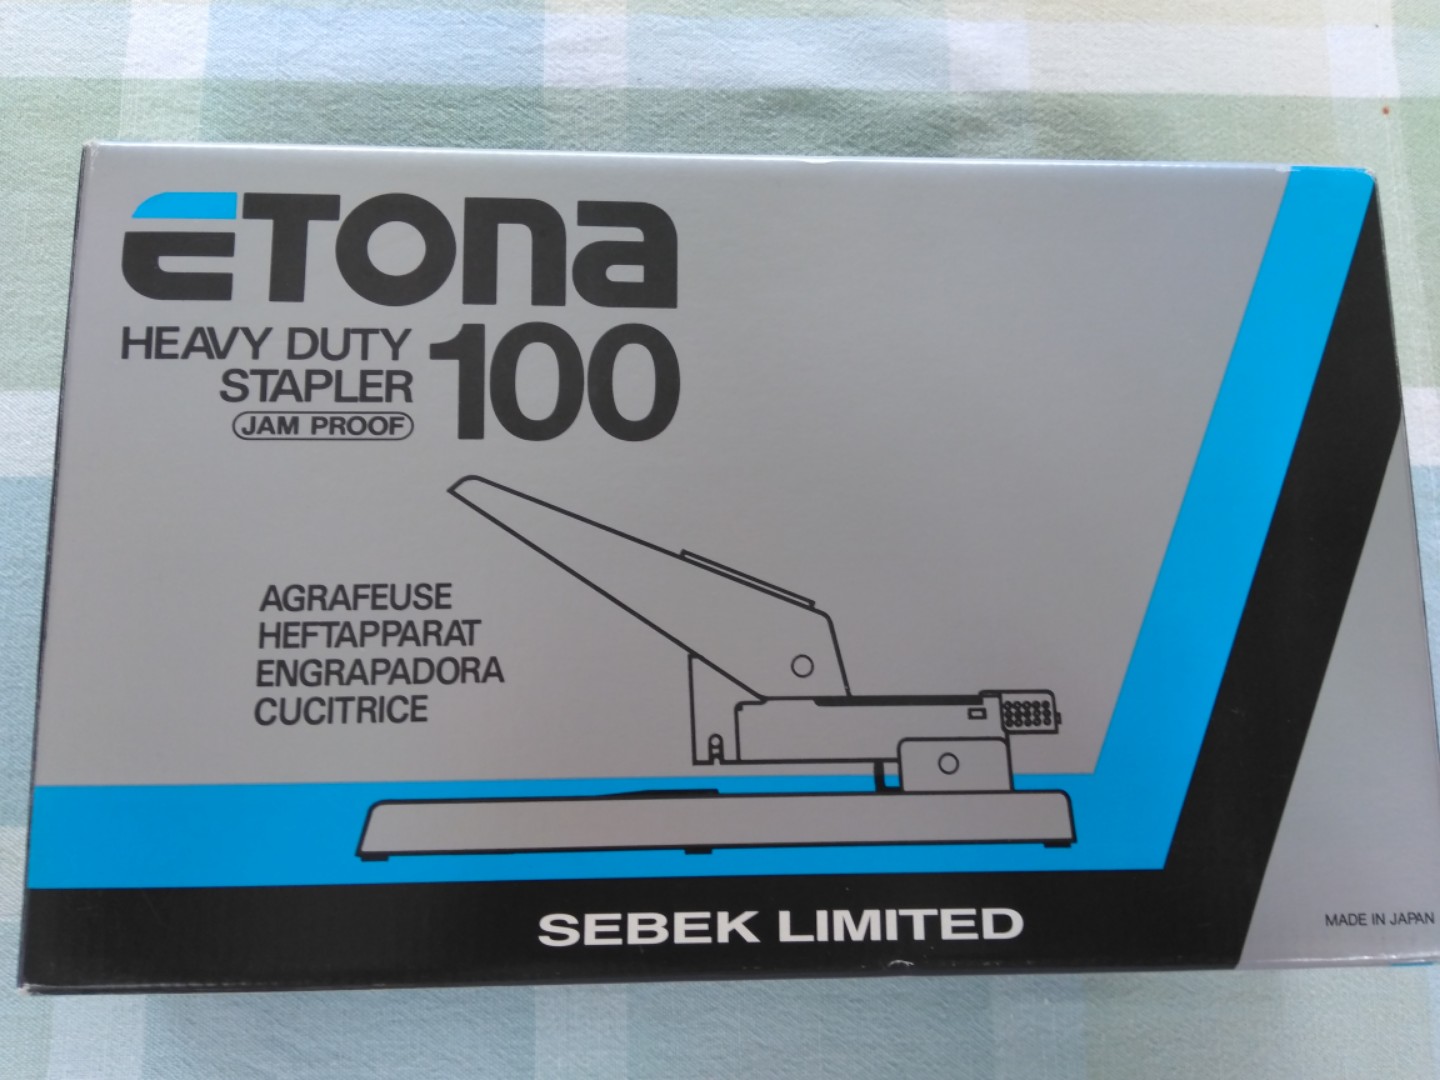 ETONA
HEAVY DUTY
STAPLER
100
JAM PROOF
AGRAFEUSE
HEFTAPPARAT
ENGRAPADORA
CUCITRICE
SEBEK LIMITED
MADE IN JAPAN